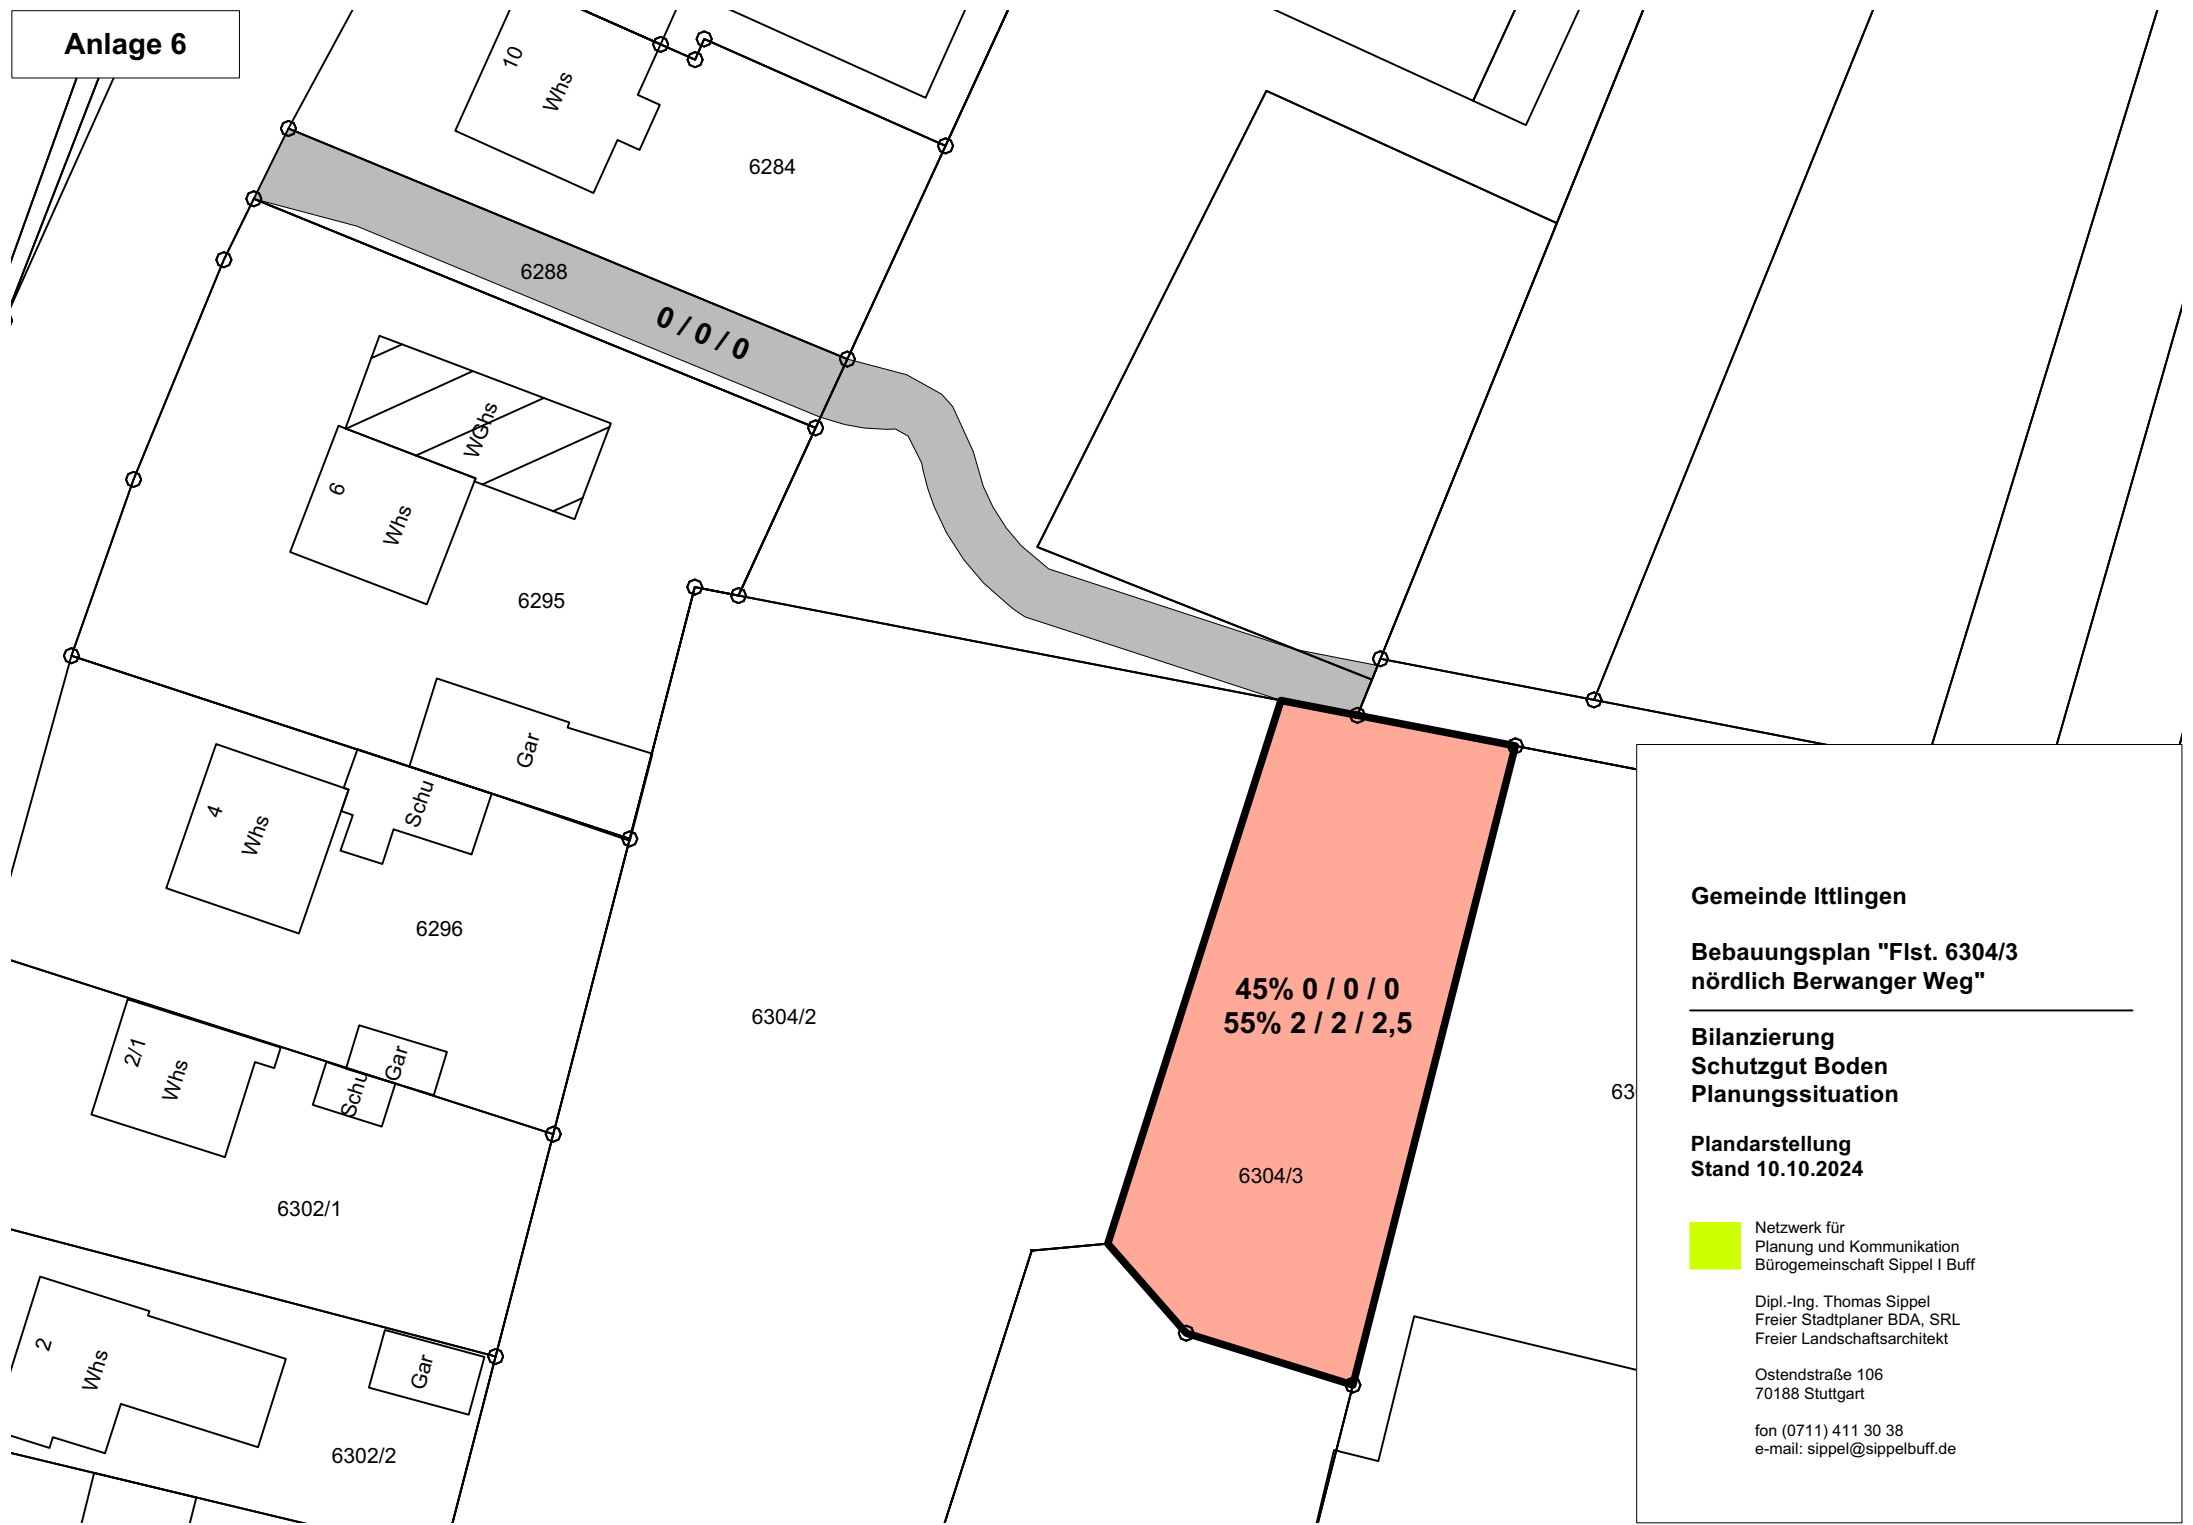 Anlage 6
10
Whs
6284
6288
0 / 0 / 0
WGhs
6
Whs
6295
Gar
Schu
4
Whs
6296
6304/2
45% 0 / 0 / 0
55% 2 / 2 / 2,5
6304/3
63
2/1
Whs
Schu
Gar
6302/1
2
Whs
Gar
6302/2
Gemeinde Ittlingen
Bebauungsplan "Flst. 6304/3
nördlich Berwanger Weg"
Bilanzierung
Schutzgut Boden
Planungssituation
Plandarstellung
Stand 10.10.2024
Netzwerk für
Planung und Kommunikation
Bürogemeinschaft Sippel I Buff
Dipl.-Ing. Thomas Sippel
Freier Stadtplaner BDA, SRL
Freier Landschaftsarchitekt
Ostendstraße 106
70188 Stuttgart
fon (0711) 411 30 38
e-mail: sippel@sippelbuff.de